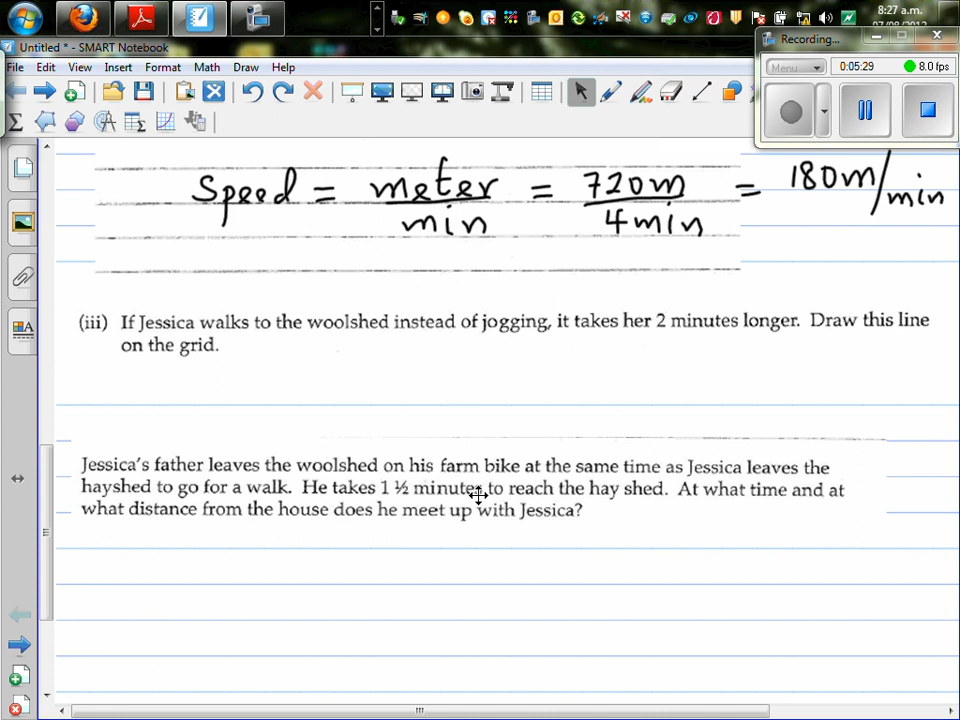 8:27 a.m.
Untitled * - SMART Notebook
Recording...
File Edit View Insert Format Math Draw Help
Menu
0:05:29
8.0 fps
Speed = meter/min = 720m/4min = 180m/min
(iii) If Jessica walks to the woolshed instead of jogging, it takes her 2 minutes longer. Draw this line
on the grid.
Jessica's father leaves the woolshed on his farm bike at the same time as Jessica leaves the
hayshed to go for a walk. He takes 1 ½ minutes to reach the hay shed. At what time and at
what distance from the house does he meet up with Jessica?